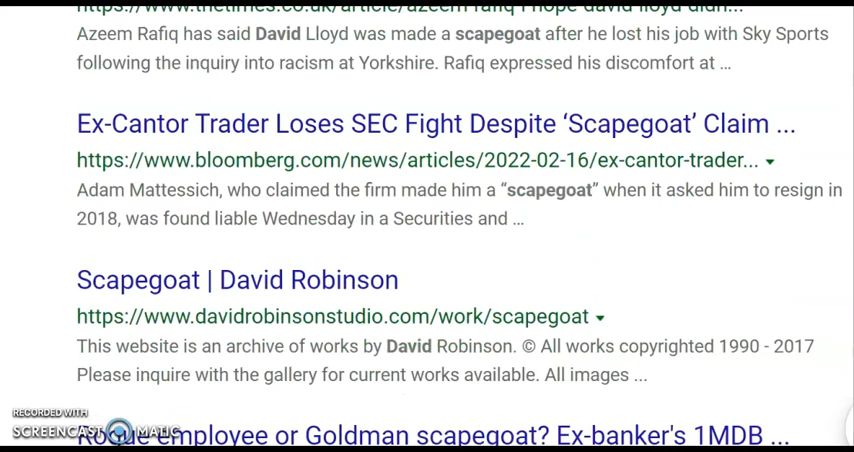 Azeem Rafiq has said David Lloyd was made a scapegoat after he lost his job with Sky Sports
following the inquiry into racism at Yorkshire. Rafiq expressed his discomfort at ...
Ex-Cantor Trader Loses SEC Fight Despite ‘Scapegoat’ Claim ...
https://www.bloomberg.com/news/articles/2022-02-16/ex-cantor-trader...
Adam Mattessich, who claimed the firm made him a “scapegoat” when it asked him to resign in
2018, was found liable Wednesday in a Securities and ...
Scapegoat | David Robinson
https://www.davidrobinsonstudio.com/work/scapegoat
This website is an archive of works by David Robinson. © All works copyrighted 1990 - 2017
Please inquire with the gallery for current works available. All images ...
RECORDED WITH
SCREENCAST MATIC
Rogue employee or Goldman scapegoat? Ex-banker's 1MDB ...